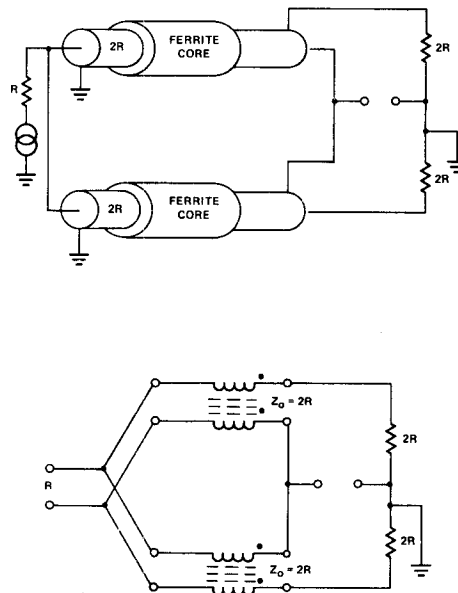 2R
FERRITE
CORE
2R
R
2R
2R
FERRITE
CORE
Z₀ = 2R
2R
R
2R
Z₀ = 2R